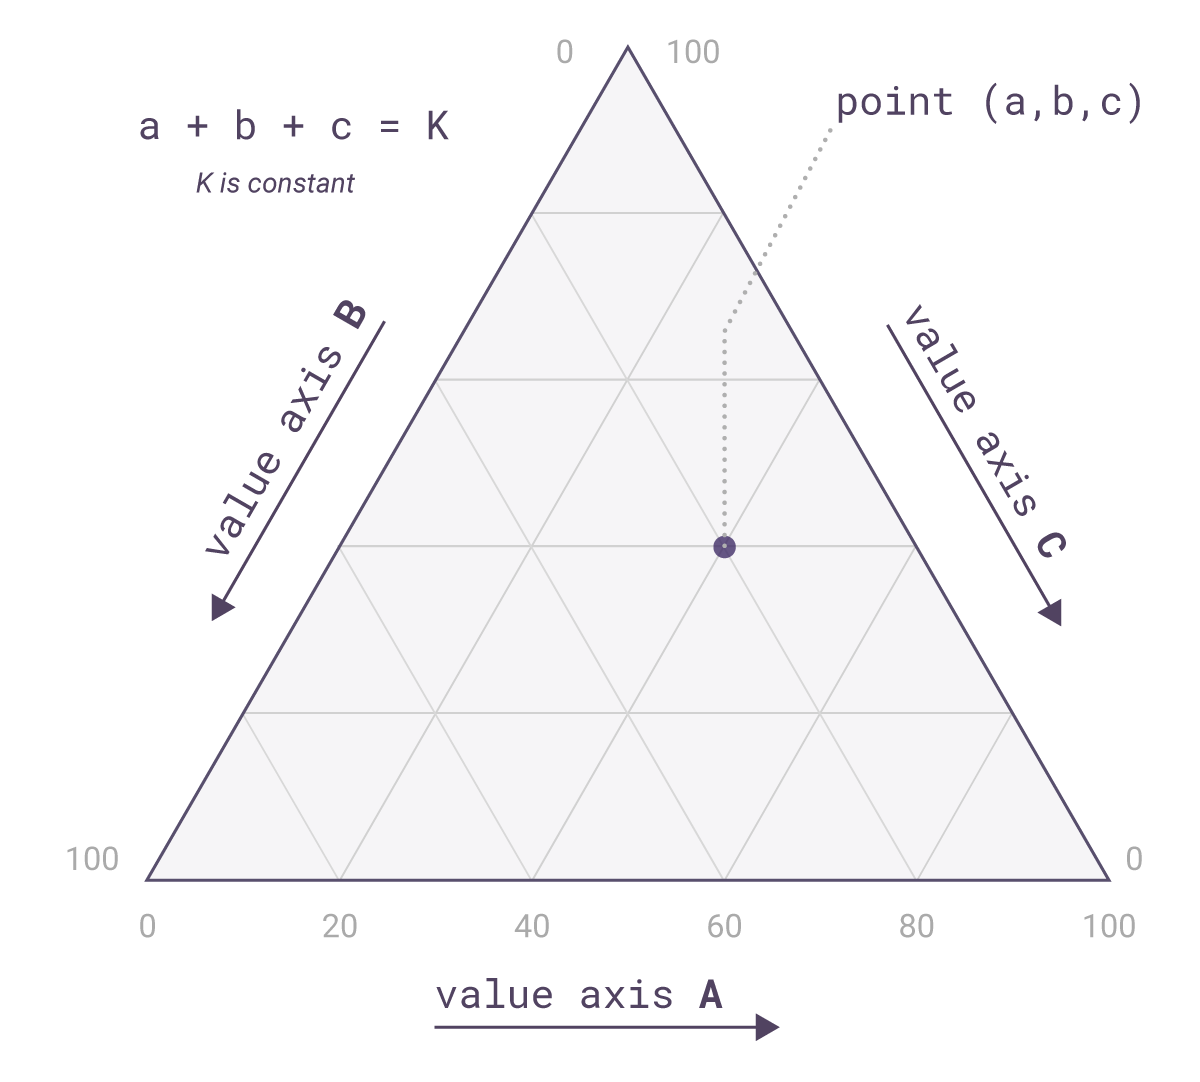 0
100
point (a,b,c)
a + b + c = K
K is constant
value axis B
value axis C
100
0
0
20
40
60
80
100
value axis A